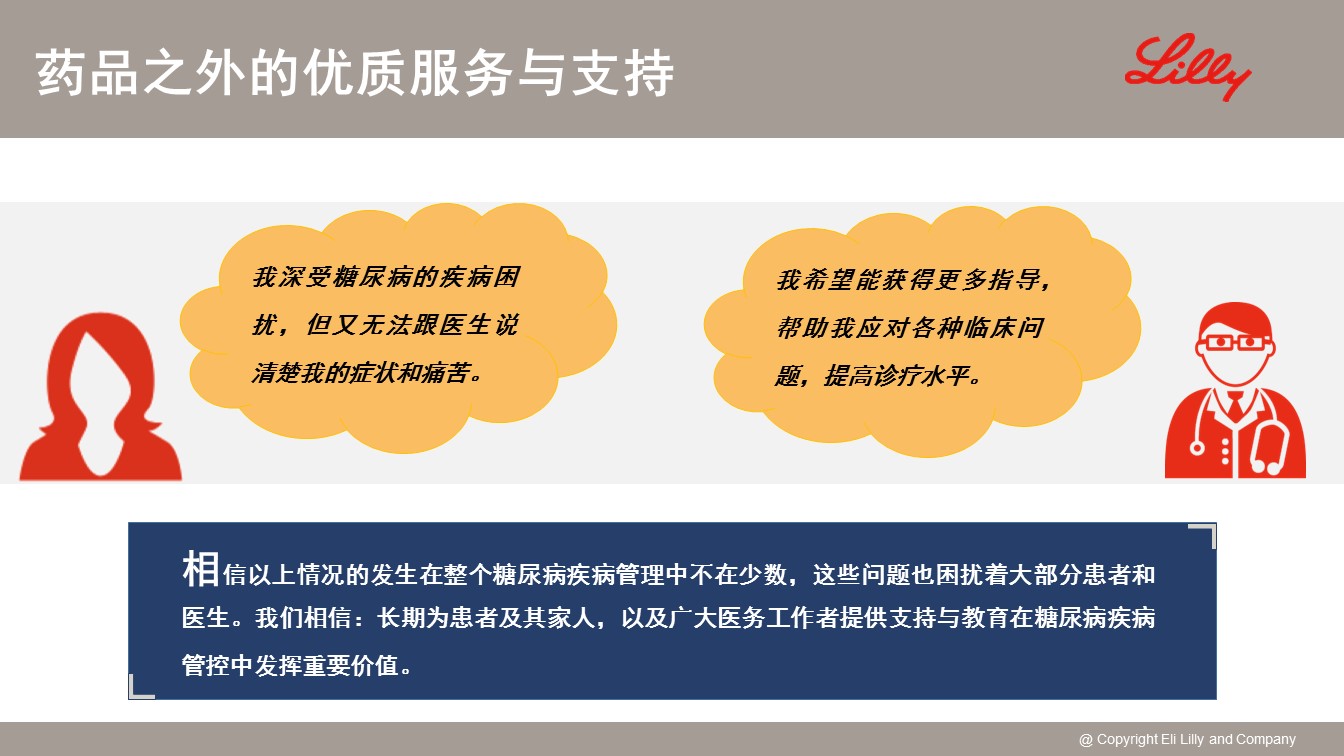 药品之外的优质服务与支持
Lilly
我深受糖尿病的疾病困
扰，但又无法跟医生说
清楚我的症状和痛苦。
我希望能获得更多指导，
帮助我应对各种临床问
题，提高诊疗水平。
相信以上情况的发生在整个糖尿病疾病管理中不在少数，这些问题也困扰着大部分患者和
医生。我们相信：长期为患者及其家人，以及广大医务工作者提供支持与教育在糖尿病疾病
管控中发挥重要价值。
@ Copyright Eli Lilly and Company